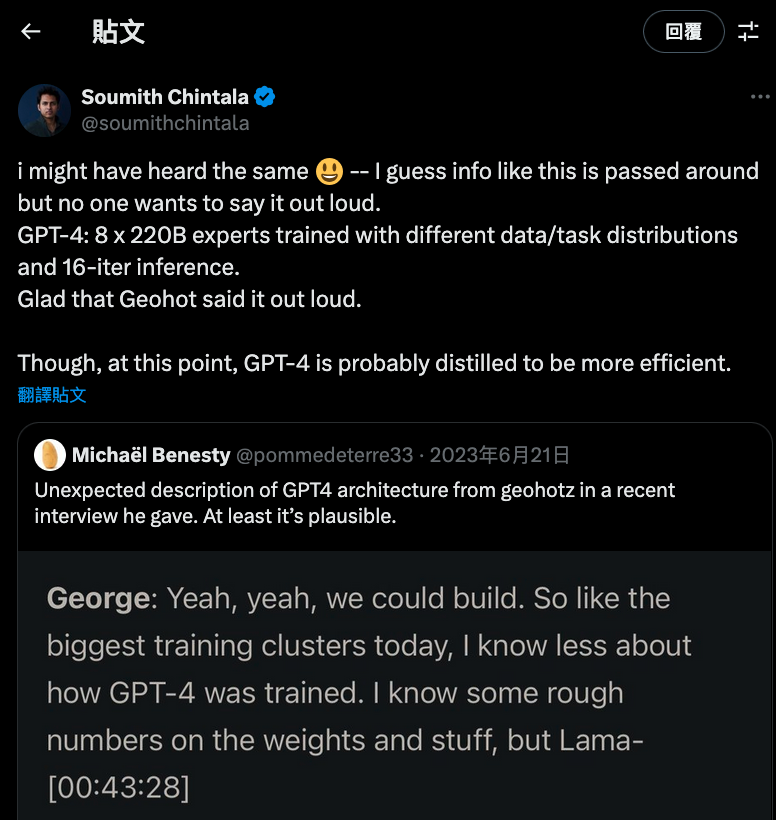 貼文
回覆
Soumith Chintala
@soumithchintala
i might have heard the same 😃 -- I guess info like this is passed around
but no one wants to say it out loud.
GPT-4: 8 x 220B experts trained with different data/task distributions
and 16-iter inference.
Glad that Geohot said it out loud.
Though, at this point, GPT-4 is probably distilled to be more efficient.
翻譯貼文
Michaël Benesty @pommedeterre33 · 2023年6月21日
Unexpected description of GPT4 architecture from geohotz in a recent
interview he gave. At least it’s plausible.
George: Yeah, yeah, we could build. So like the
biggest training clusters today, I know less about
how GPT-4 was trained. I know some rough
numbers on the weights and stuff, but Lama-
[00:43:28]